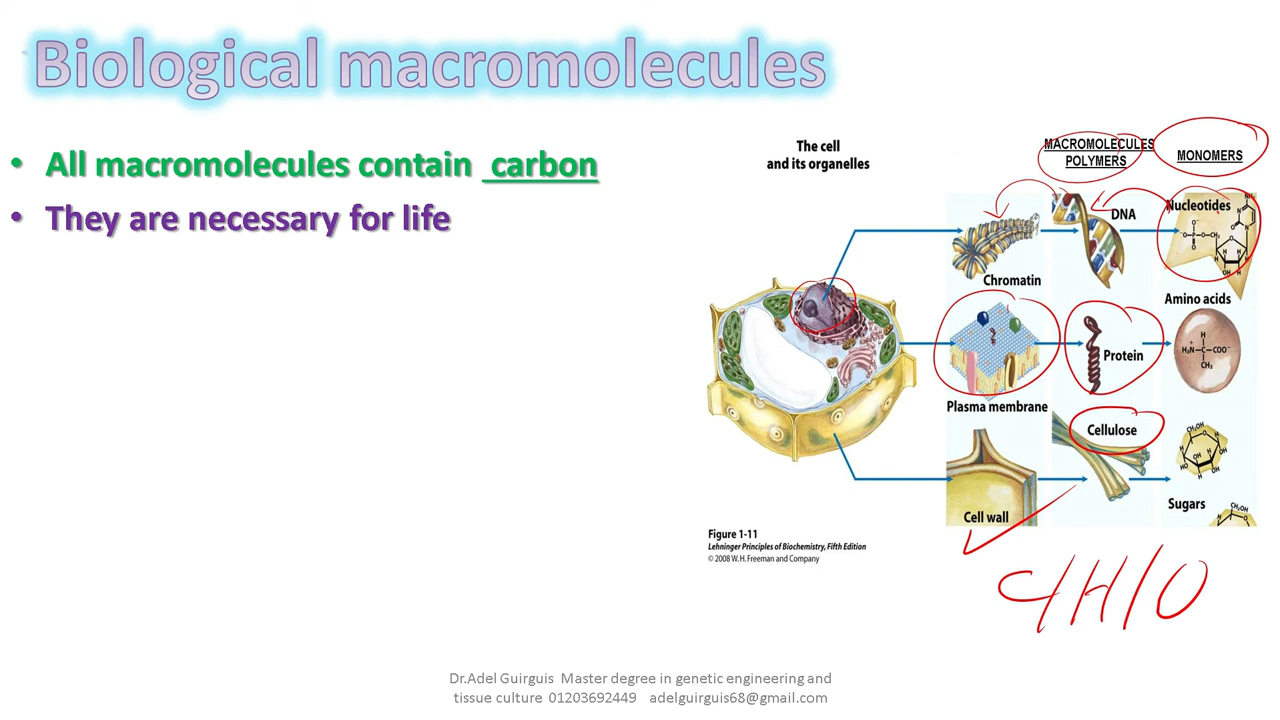 Biological macromolecules
• All macromolecules contain carbon
• They are necessary for life
The cell
and its organelles
MACROMOLECULES
POLYMERS
MONOMERS
Chromatin
DNA
Nucleotides
Plasma membrane
Protein
Amino acids
H₃N⁺
H
C
COO⁻
CH₃
Cell wall
Cellulose
Sugars
Figure 1-11
Lehninger Principles of Biochemistry, Fifth Edition
© 2008 W. H. Freeman and Company
C/H/O
Dr.Adel Guirguis Master degree in genetic engineering and
tissue culture 01203692449 adelguirguis68@gmail.com